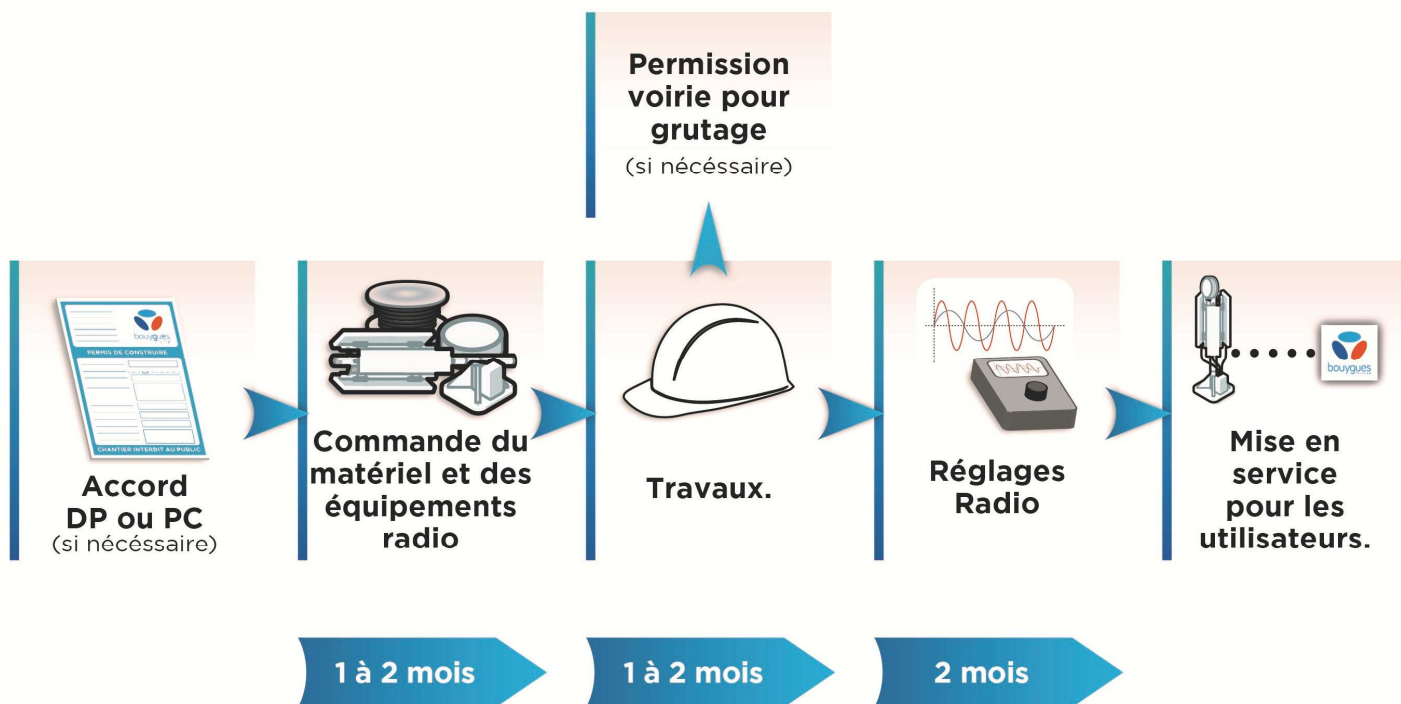 Permission
voirie pour
grutage
(si nécéssaire)
bouygues
PERMIS DE CONSTRUIRE
CHANTIER INTERDIT AU PUBLIC
Accord
DP ou PC
(si nécéssaire)
Commande du
matériel et des
équipements
radio
Travaux.
Réglages
Radio
bouygues
Mise en
service
pour les
utilisateurs.
1 à 2 mois
1 à 2 mois
2 mois